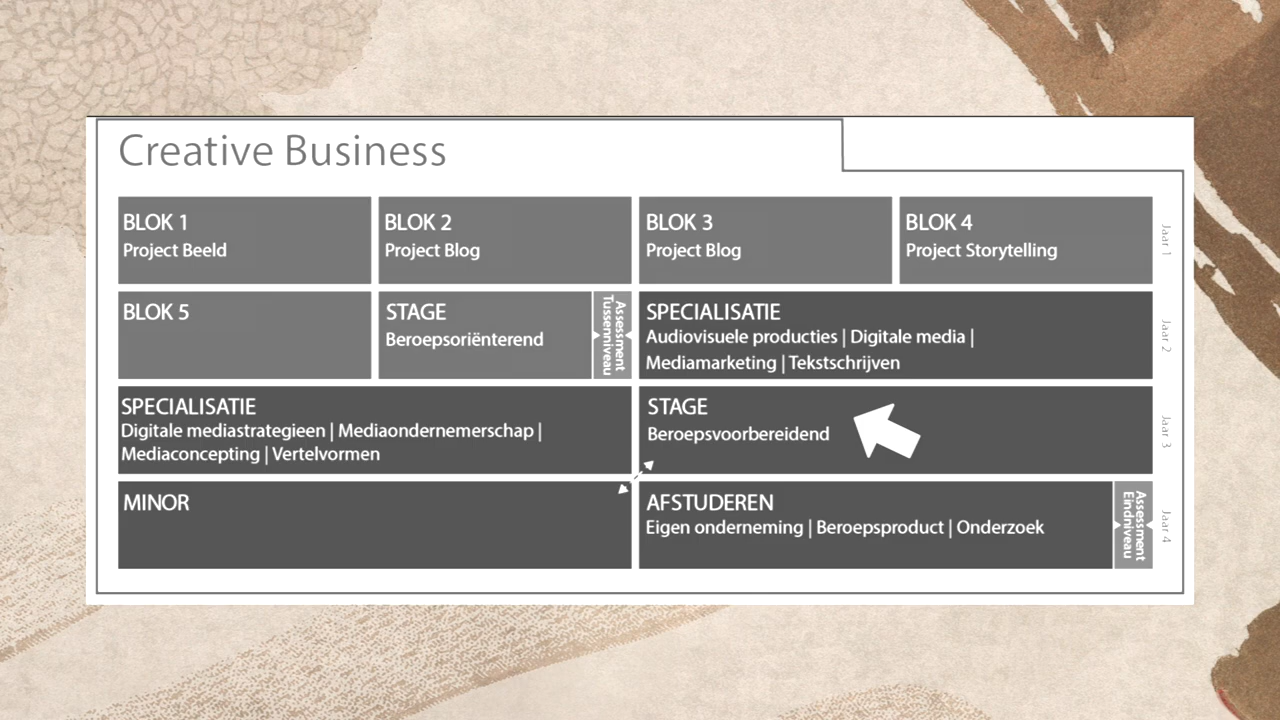 Creative Business
BLOK 1
Project Beeld
BLOK 2
Project Blog
BLOK 3
Project Blog
BLOK 4
Project Storytelling
Jaar 1
BLOK 5
STAGE
Beroepsoriënterend
Assessment
Tussenniveau
SPECIALISATIE
Audiovisuele producties | Digitale media |
Mediamarketing | Tekstschrijven
Jaar 2
SPECIALISATIE
Digitale mediastrategieen | Mediaondernemerschap |
Mediaconcepting | Vertelvormen
STAGE
Beroepsvoorbereidend
Jaar 3
MINOR
AFSTUDEREN
Eigen onderneming | Beroepsproduct | Onderzoek
Assessment
Eindniveau
Jaar 4